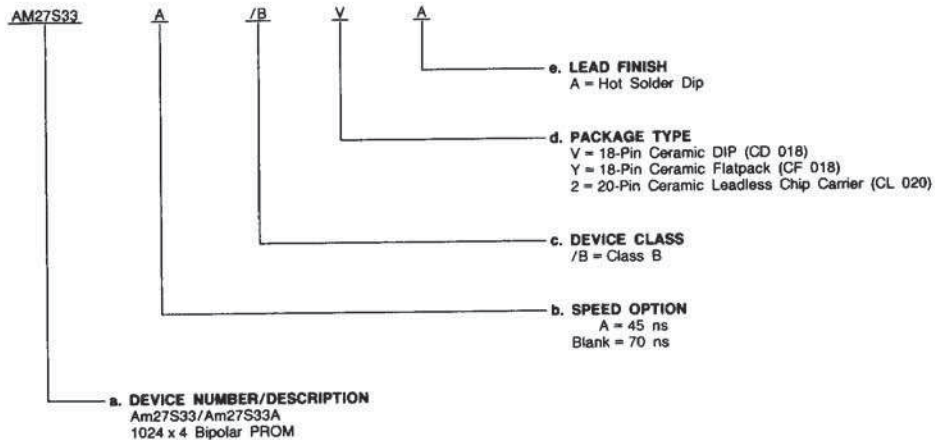 AM27S33 A /B V A
e. LEAD FINISH
A = Hot Solder Dip
d. PACKAGE TYPE
V = 18-Pin Ceramic DIP (CD 018)
Y = 18-Pin Ceramic Flatpack (CF 018)
2 = 20-Pin Ceramic Leadless Chip Carrier (CL 020)
c. DEVICE CLASS
/B = Class B
b. SPEED OPTION
A = 45 ns
Blank = 70 ns
a. DEVICE NUMBER/DESCRIPTION
Am27S33/Am27S33A
1024 x 4 Bipolar PROM